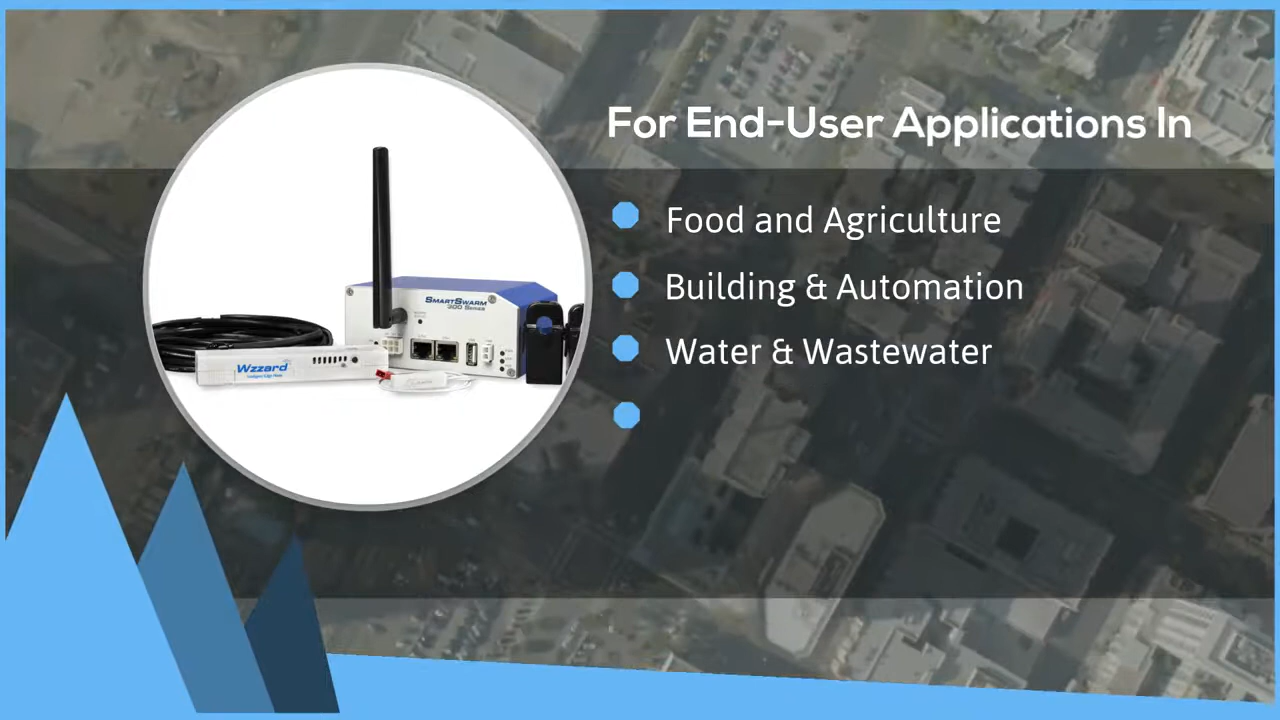 For End-User Applications In
Food and Agriculture
Building & Automation
Water & Wastewater
SmartSwarm
300 Series
Wzzard